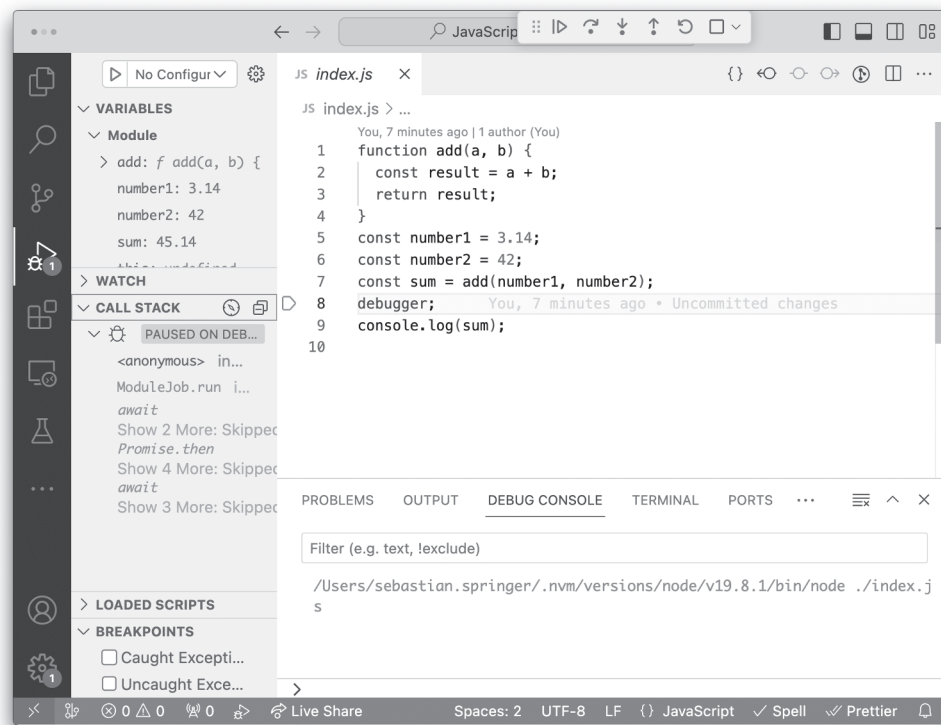 JavaScrip
No Configur
VARIABLES
Module
add: ƒ add(a, b) {
number1: 3.14
number2: 42
sum: 45.14
this: undefined
WATCH
CALL STACK
PAUSED ON DEB...
<anonymous> in...
ModuleJob.run i...
await
Show 2 More: Skipped
Promise.then
Show 4 More: Skipped
await
Show 3 More: Skipped
LOADED SCRIPTS
BREAKPOINTS
Caught Excepti...
Uncaught Exce...
1
1
JS index.js
JS index.js > ...
You, 7 minutes ago | 1 author (You)
1 function add(a, b) {
2 const result = a + b;
3 return result;
4 }
5 const number1 = 3.14;
6 const number2 = 42;
7 const sum = add(number1, number2);
8 debugger; You, 7 minutes ago • Uncommitted changes
9 console.log(sum);
10
PROBLEMS OUTPUT DEBUG CONSOLE TERMINAL PORTS ...
Filter (e.g. text, !exclude)
/Users/sebastian.springer/.nvm/versions/node/v19.8.1/bin/node ./index.j
s
>
0 0 0 Live Share Spaces: 2 UTF-8 LF {} JavaScript Spell Prettier